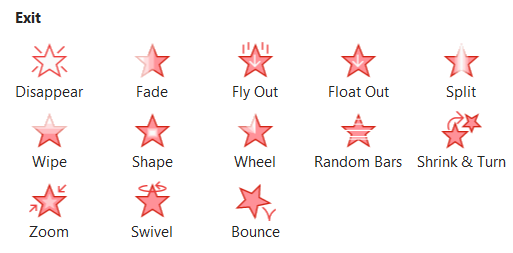 Exit
Disappear Fade Fly Out Float Out Split
Wipe Shape Wheel Random Bars Shrink & Turn
Zoom Swivel Bounce